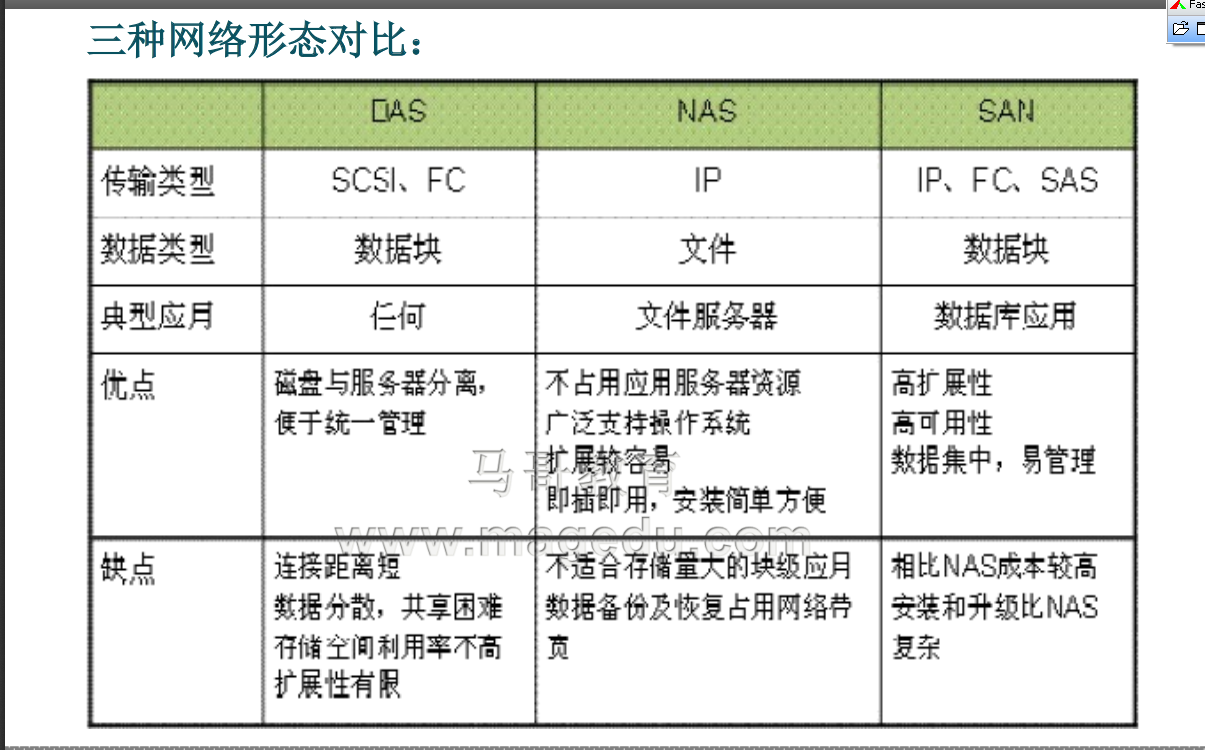 三种网络形态对比：
Fas
DAS NAS SAN
传输类型 SCSI、FC IP IP、FC、SAS
数据类型 数据块 文件 数据块
典型应用 任何 文件服务器 数据库应用
优点
磁盘与服务器分离，
便于统一管理
不占用应用服务器资源
广泛支持操作系统
扩展较容易
即插即用，安装简单方便
高扩展性
高可用性
数据集中，易管理
马哥教育
www.magedu.com
缺点
连接距离短
数据分散，共享困难
存储空间利用率不高
扩展性有限
不适合存储量大的块级应用
数据备份及恢复占用网络带
宽
相比NAS成本较高
安装和升级比NAS
复杂